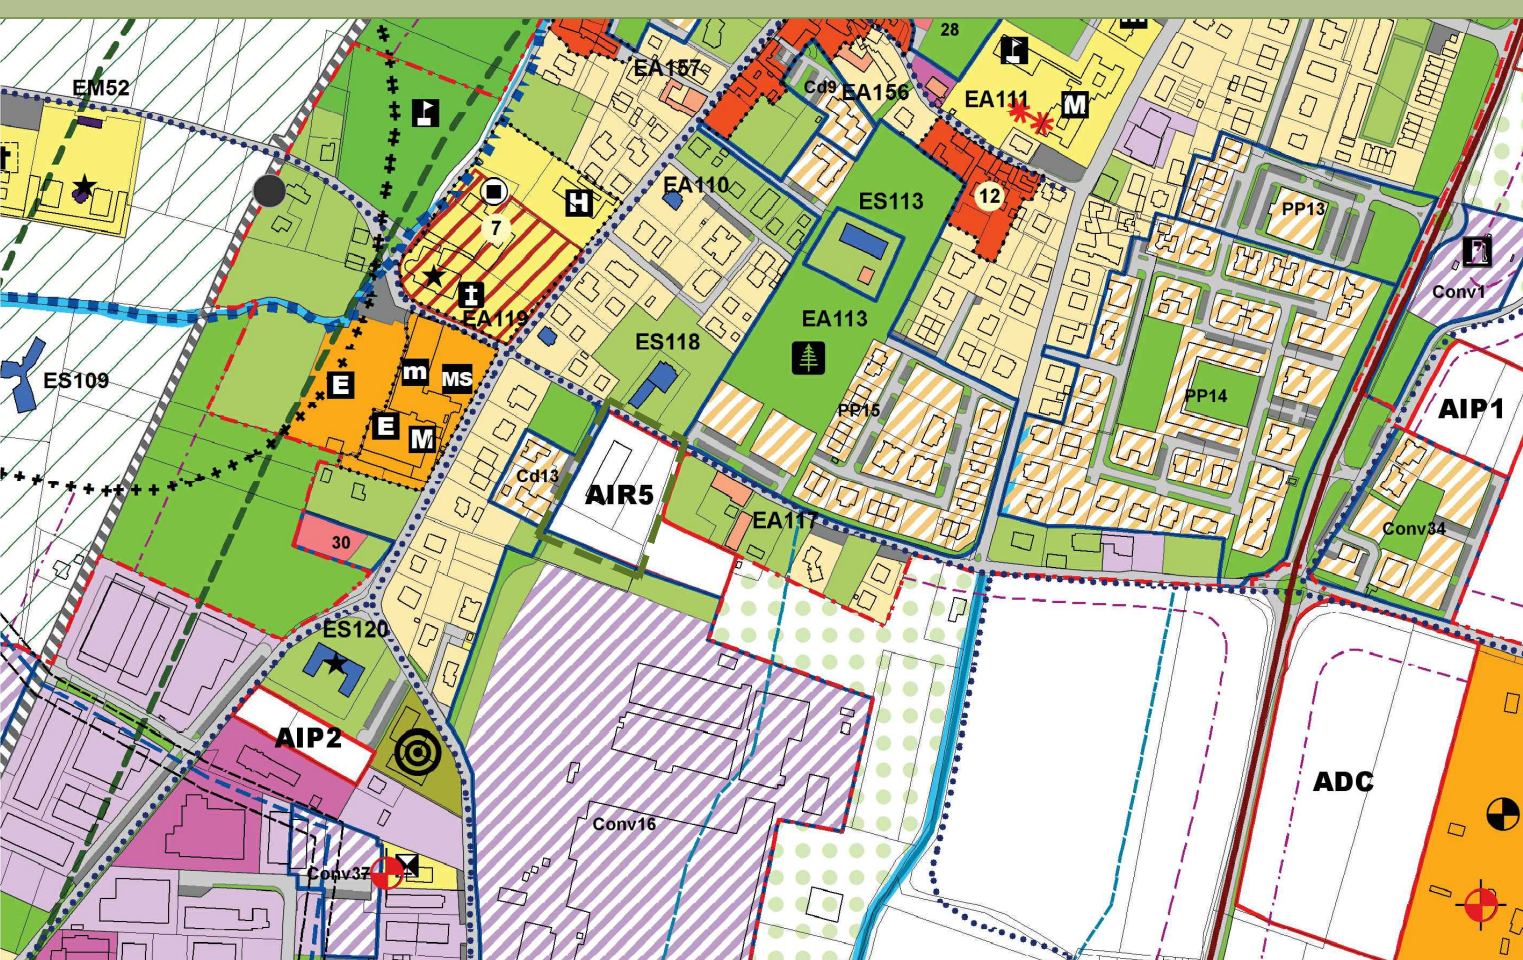 28
EM52
EA157
Cd9
EA156
EA111
M
EA110
ES113
12
PP13
H
7
Conv1
EA119
EA113
ES118
ES109
E
m
MS
PP15
PP14
AIP1
E
M
Cd13
AIR5
EA117
Conv34
30
ES120
AIP2
ADC
Conv16
Conv37